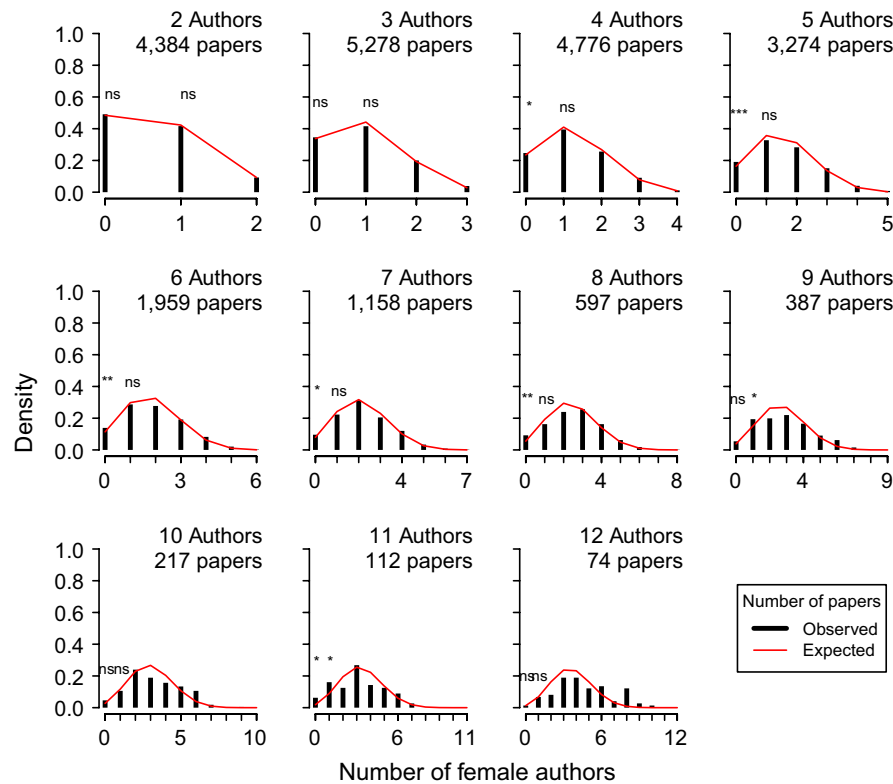 2 Authors
4,384 papers
3 Authors
5,278 papers
4 Authors
4,776 papers
5 Authors
3,274 papers
1.0
0.8
0.6
0.4
0.2
0.0
ns ns
ns ns
* ns
*** ns
0 1 2
0 1 2 3
0 1 2 3 4
0 2 5
6 Authors
1,959 papers
7 Authors
1,158 papers
8 Authors
597 papers
9 Authors
387 papers
Density
1.0
0.8
0.6
0.4
0.2
0.0
** ns
* ns
** ns
ns *
0 3 6
0 4 7
0 4 8
0 4 9
10 Authors
217 papers
11 Authors
112 papers
12 Authors
74 papers
1.0
0.8
0.6
0.4
0.2
0.0
nsns
* *
nsns
0 5 10
0 6 11
0 6 12
Number of papers
Observed
Expected
Number of female authors